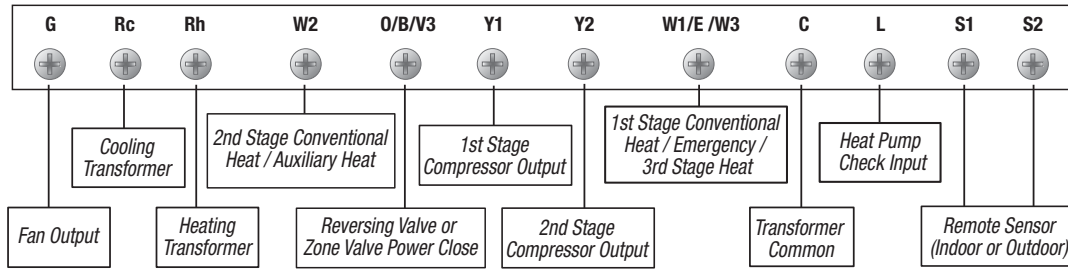 G Rc Rh W2 O/B/V3 Y1 Y2 W1/E /W3 C L S1 S2
Cooling
Transformer
2nd Stage Conventional
Heat / Auxiliary Heat
1st Stage
Compressor Output
1st Stage Conventional
Heat / Emergency /
3rd Stage Heat
Heat Pump
Check Input
Fan Output
Heating
Transformer
Reversing Valve or
Zone Valve Power Close
2nd Stage
Compressor Output
Transformer
Common
Remote Sensor
(Indoor or Outdoor)